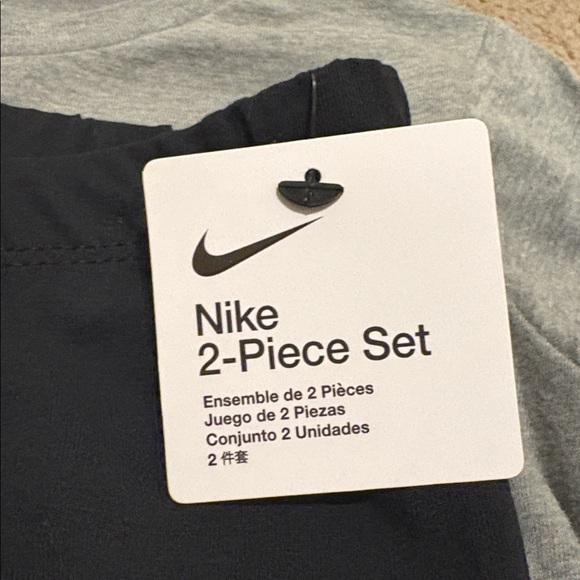 Nike
2-Piece Set
Ensemble de 2 Pièces
Juego de 2 Piezas
Conjunto 2 Unidades
2 件套